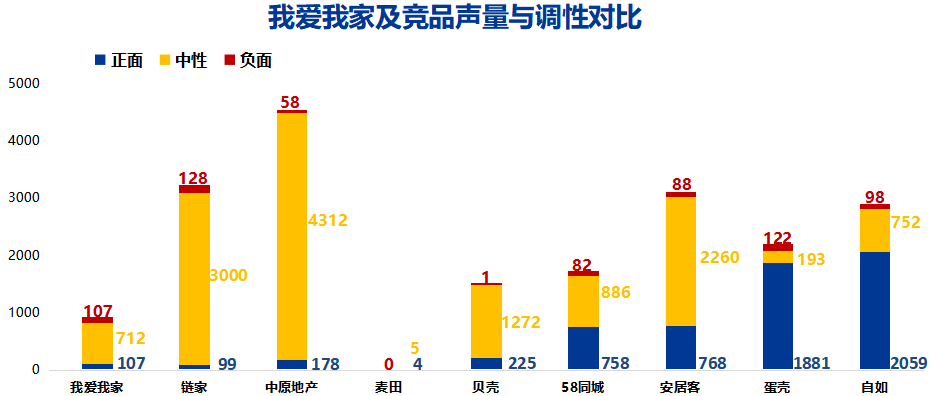 我爱我家及竞品声量与调性对比
正面 中性 负面
5000
4000
3000
2000
1000
0
107 712 107
128 3000 99
58 4312 178
0 5 4
1 1272 225
82 886 758
88 2260 768
122 193 1881
98 752 2059
我爱我家 链家 中原地产 麦田 贝壳 58同城 安居客 蛋壳 自如